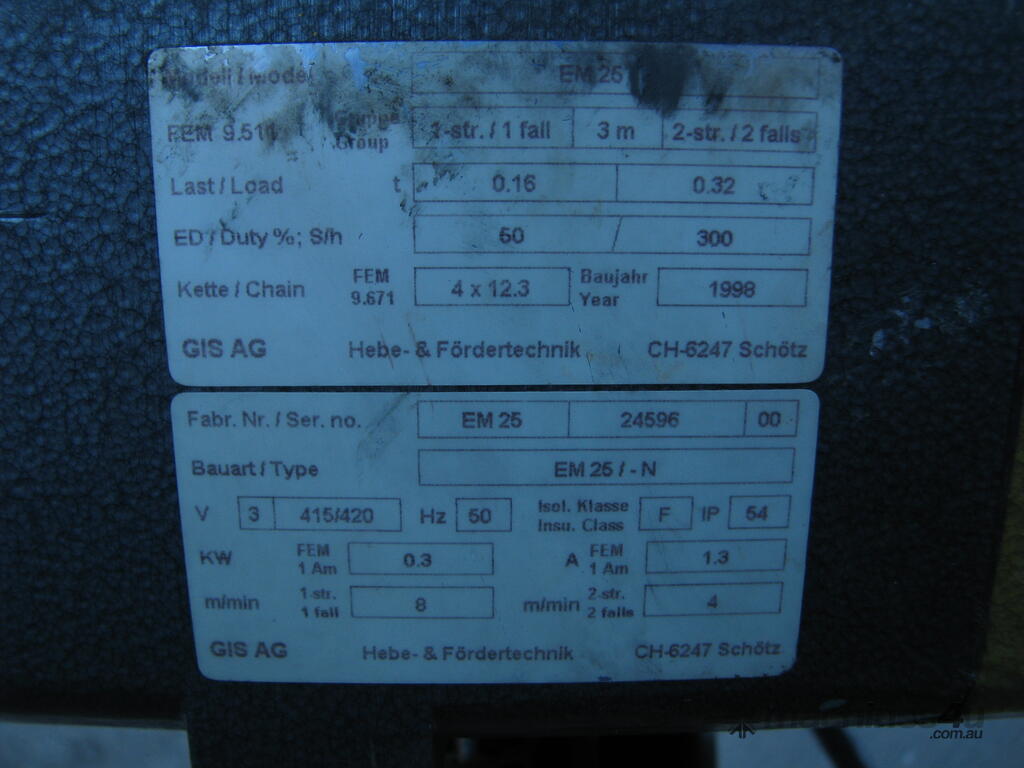 Modell / Model EM 25
FEM 9.511 Gruppe Group 1-str. / 1 fall 3 m 2-str. / 2 falls
Last / Load t 0.16 0.32
ED / Duty %; S/h 50 / 300
Kette / Chain FEM 9.671 4 x 12.3 Baujahr Year 1998
GIS AG Hebe- & Fördertechnik CH-6247 Schötz
Fabr. Nr. / Ser. no. EM 25 24596 00
Bauart / Type EM 25 / - N
V 3 415/420 Hz 50 Isol. Klasse Insu. Class F IP 54
KW FEM 1 Am 0.3 A FEM 1 Am 1.3
m/min 1-str. 1 fall 8 m/min 2-str. 2 falls 4
GIS AG Hebe- & Fördertechnik CH-6247 Schötz
machines4u
.com.au